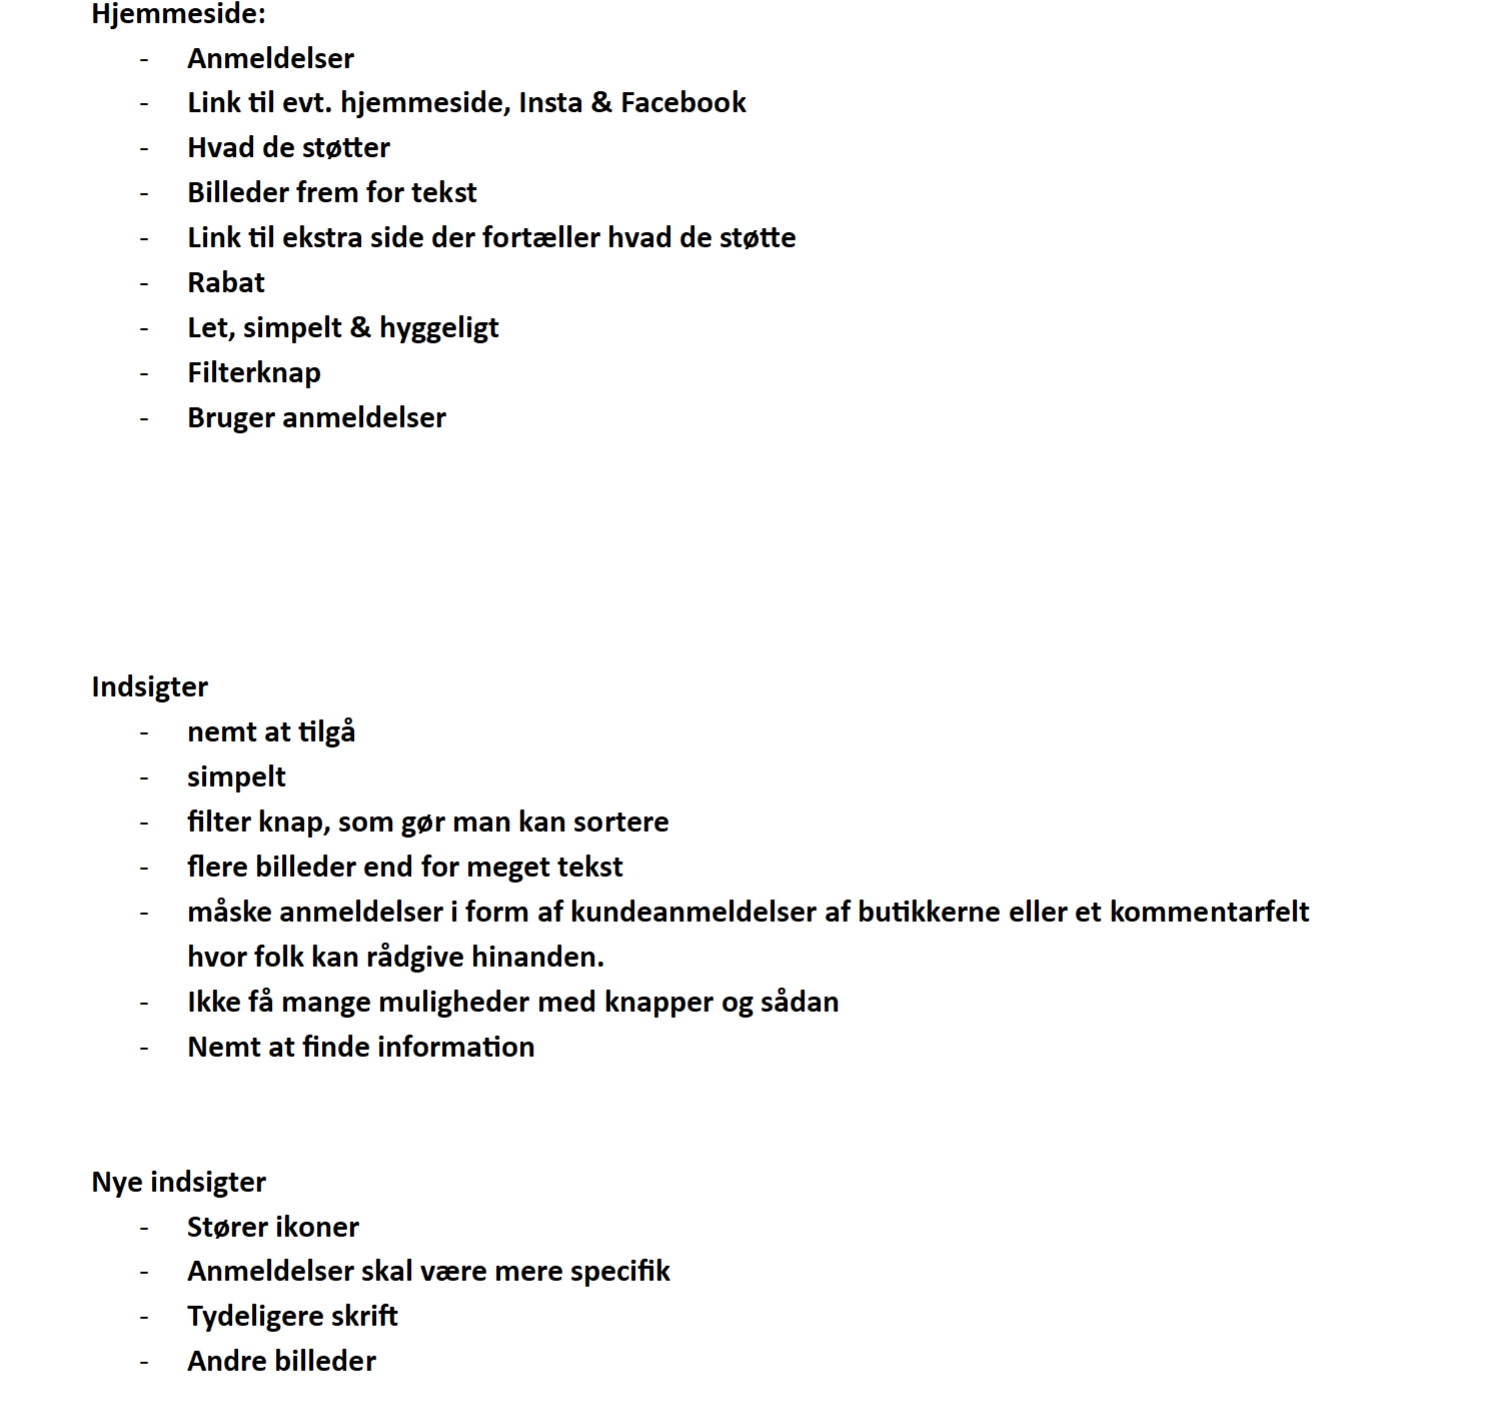 Hjemmeside:
- Anmeldelser
- Link til evt. hjemmeside, Insta & Facebook
- Hvad de støtter
- Billeder frem for tekst
- Link til ekstra side der fortæller hvad de støtte
- Rabat
- Let, simpelt & hyggeligt
- Filterknap
- Bruger anmeldelser
Indsigter
- nemt at tilgå
- simpelt
- filter knap, som gør man kan sortere
- flere billeder end for meget tekst
- måske anmeldelser i form af kundeanmeldelser af butikkerne eller et kommentarfelt
hvor folk kan rådgive hinanden.
- Ikke få mange muligheder med knapper og sådan
- Nemt at finde information
Nye indsigter
- Stører ikoner
- Anmeldelser skal være mere specifik
- Tydeligere skrift
- Andre billeder